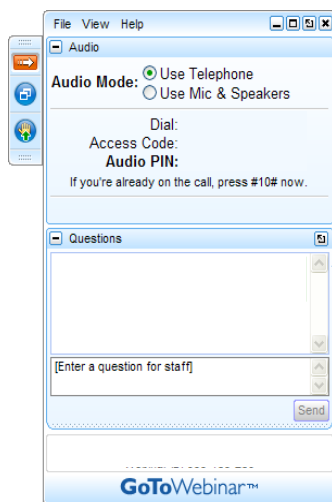 File View Help
Audio
Audio Mode: Use Telephone
Use Mic & Speakers
Dial:
Access Code:
Audio PIN:
If you're already on the call, press #10# now.
Questions
[Enter a question for staff]
Send
GoToWebinar™